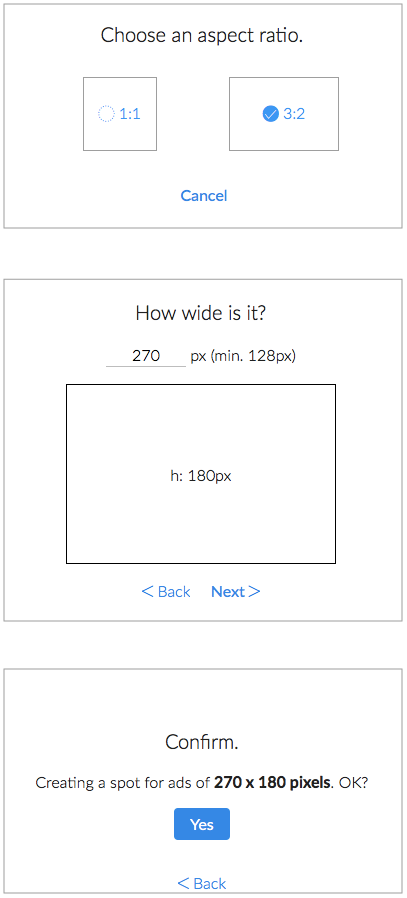 Choose an aspect ratio.
1:1 3:2
Cancel
How wide is it?
270 px (min. 128px)
h: 180px
< Back Next >
Confirm.
Creating a spot for ads of 270 x 180 pixels. OK?
Yes
< Back